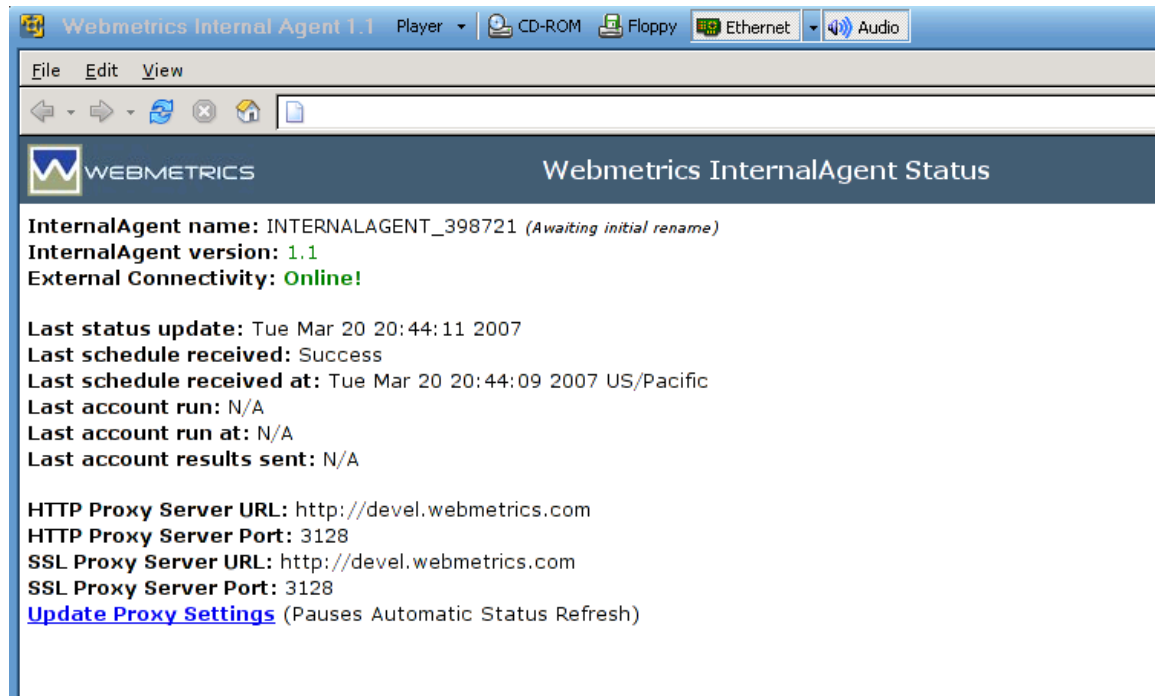 Webmetrics Internal Agent 1.1 Player CD-ROM Floppy Ethernet Audio
File Edit View
WEBMETRICS Webmetrics InternalAgent Status
InternalAgent name: INTERNALAGENT_398721 (Awaiting initial rename)
InternalAgent version: 1.1
External Connectivity: Online!
Last status update: Tue Mar 20 20:44:11 2007
Last schedule received: Success
Last schedule received at: Tue Mar 20 20:44:09 2007 US/Pacific
Last account run: N/A
Last account run at: N/A
Last account results sent: N/A
HTTP Proxy Server URL: http://devel.webmetrics.com
HTTP Proxy Server Port: 3128
SSL Proxy Server URL: http://devel.webmetrics.com
SSL Proxy Server Port: 3128
Update Proxy Settings (Pauses Automatic Status Refresh)